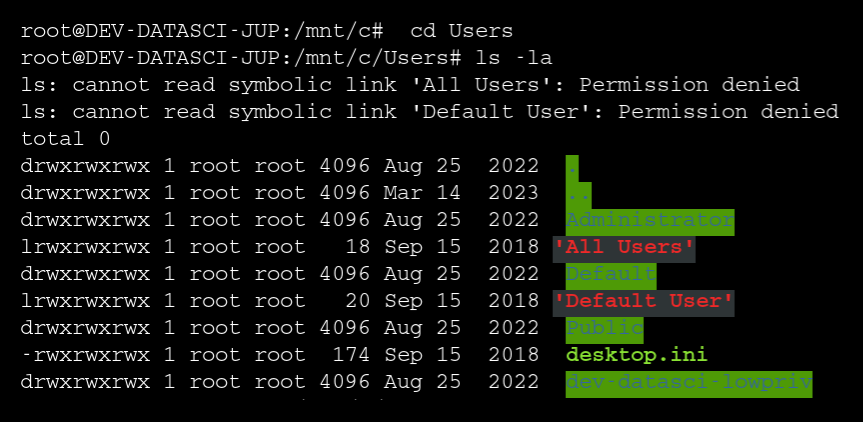 root@DEV-DATASCI-JUP:/mnt/c#  cd Users
root@DEV-DATASCI-JUP:/mnt/c/Users# ls -la
ls: cannot read symbolic link 'All Users': Permission denied
ls: cannot read symbolic link 'Default User': Permission denied
total 0
drwxrwxrwx 1 root root 4096 Aug 25  2022  .
drwxrwxrwx 1 root root 4096 Mar 14  2023  ..
drwxrwxrwx 1 root root 4096 Aug 25  2022  Administrator
lrwxrwxrwx 1 root root   18 Sep 15  2018 'All Users'
drwxrwxrwx 1 root root 4096 Aug 25  2022  Default
lrwxrwxrwx 1 root root   20 Sep 15  2018 'Default User'
drwxrwxrwx 1 root root 4096 Aug 25  2022  Public
-rwxrwxrwx 1 root root  174 Sep 15  2018  desktop.ini
drwxrwxrwx 1 root root 4096 Aug 25  2022  dev-datasci-lowpriv